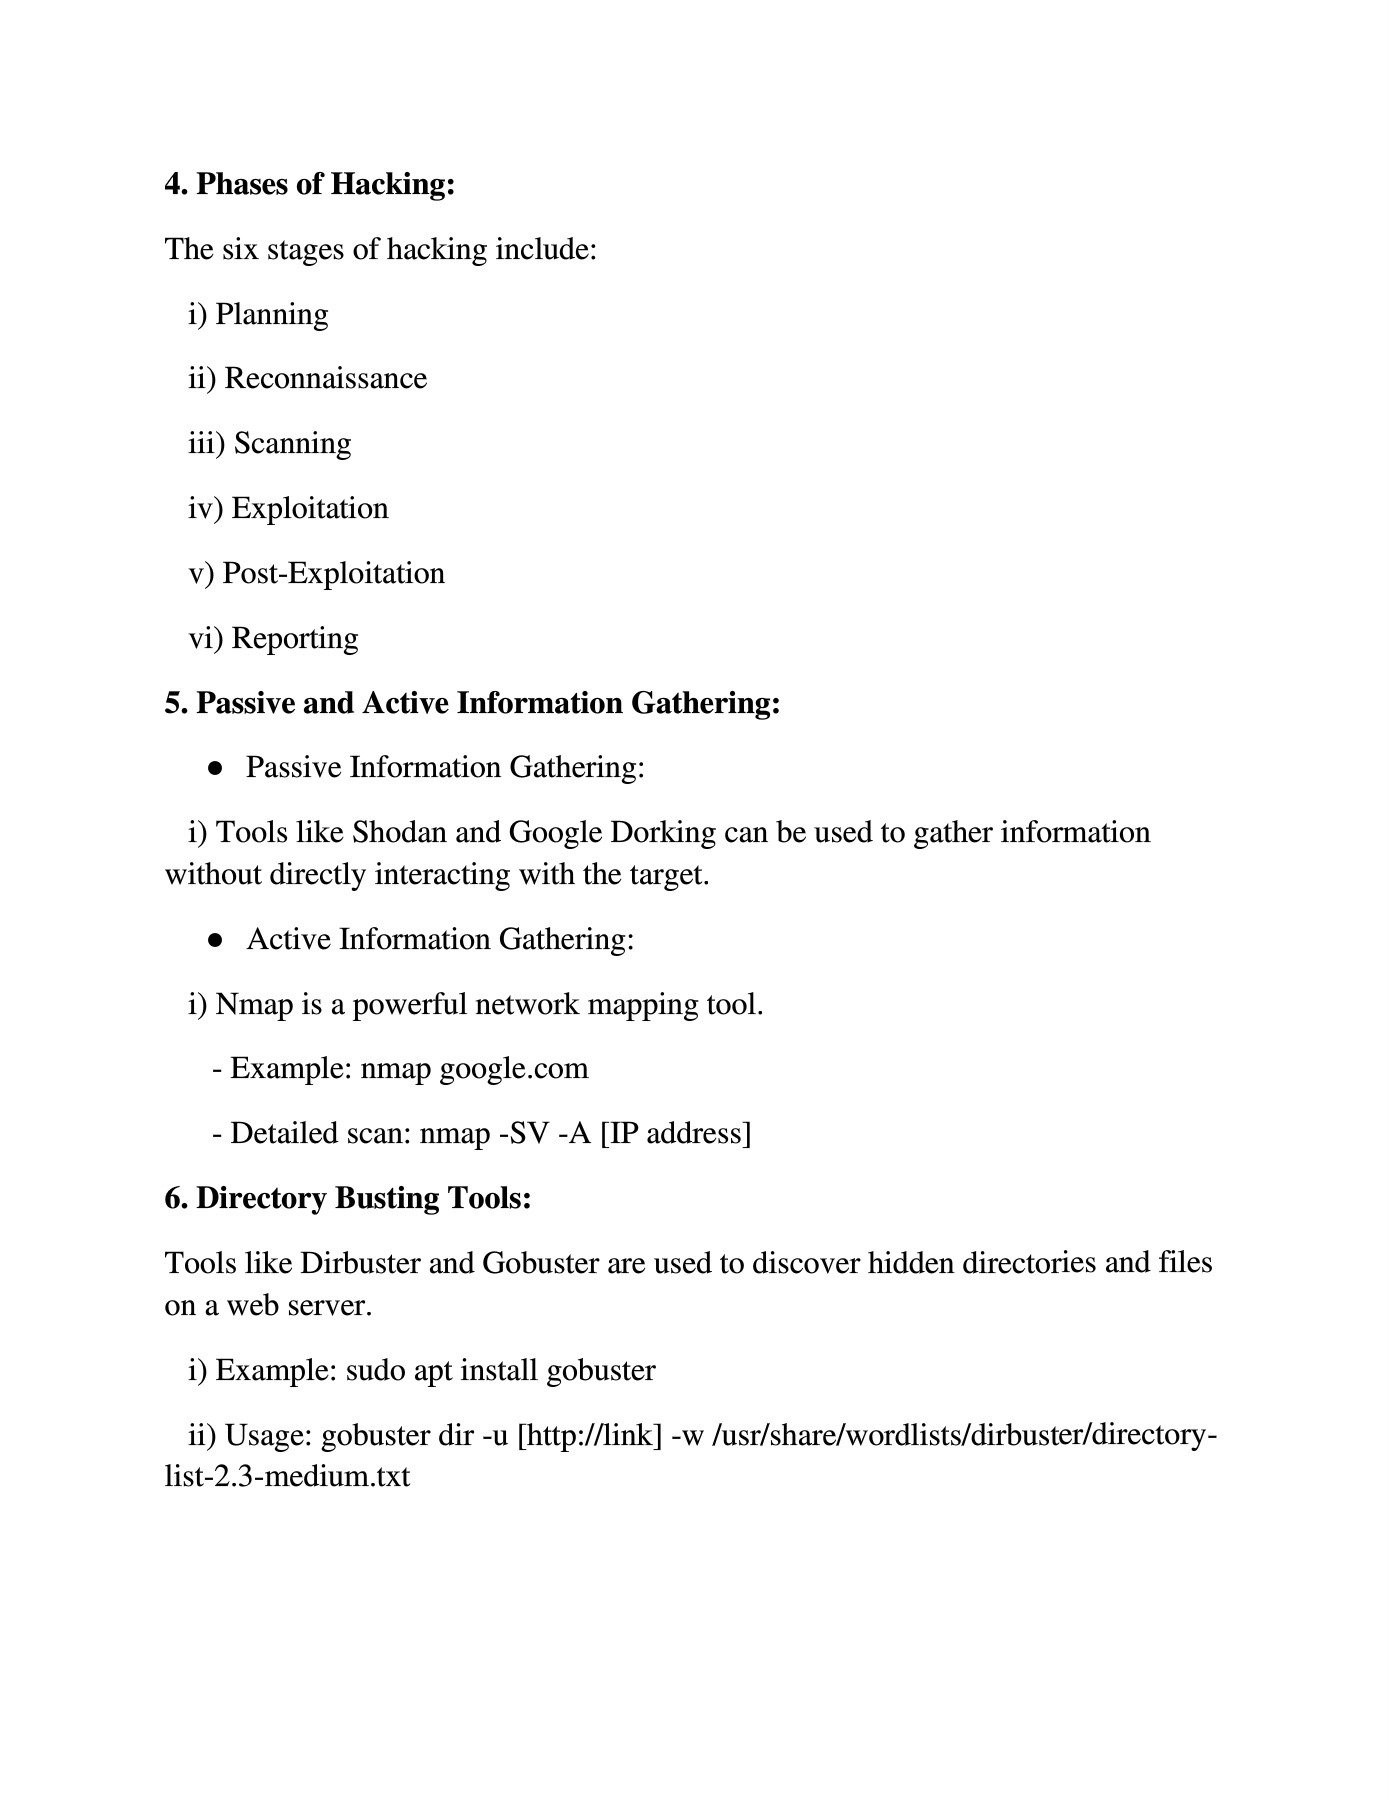 4. Phases of Hacking:
The six stages of hacking include:
i) Planning
ii) Reconnaissance
iii) Scanning
iv) Exploitation
v) Post-Exploitation
vi) Reporting
5. Passive and Active Information Gathering:
● Passive Information Gathering:
i) Tools like Shodan and Google Dorking can be used to gather information
without directly interacting with the target.
● Active Information Gathering:
i) Nmap is a powerful network mapping tool.
- Example: nmap google.com
- Detailed scan: nmap -SV -A [IP address]
6. Directory Busting Tools:
Tools like Dirbuster and Gobuster are used to discover hidden directories and files
on a web server.
i) Example: sudo apt install gobuster
ii) Usage: gobuster dir -u [http://link] -w /usr/share/wordlists/dirbuster/directory-
list-2.3-medium.txt